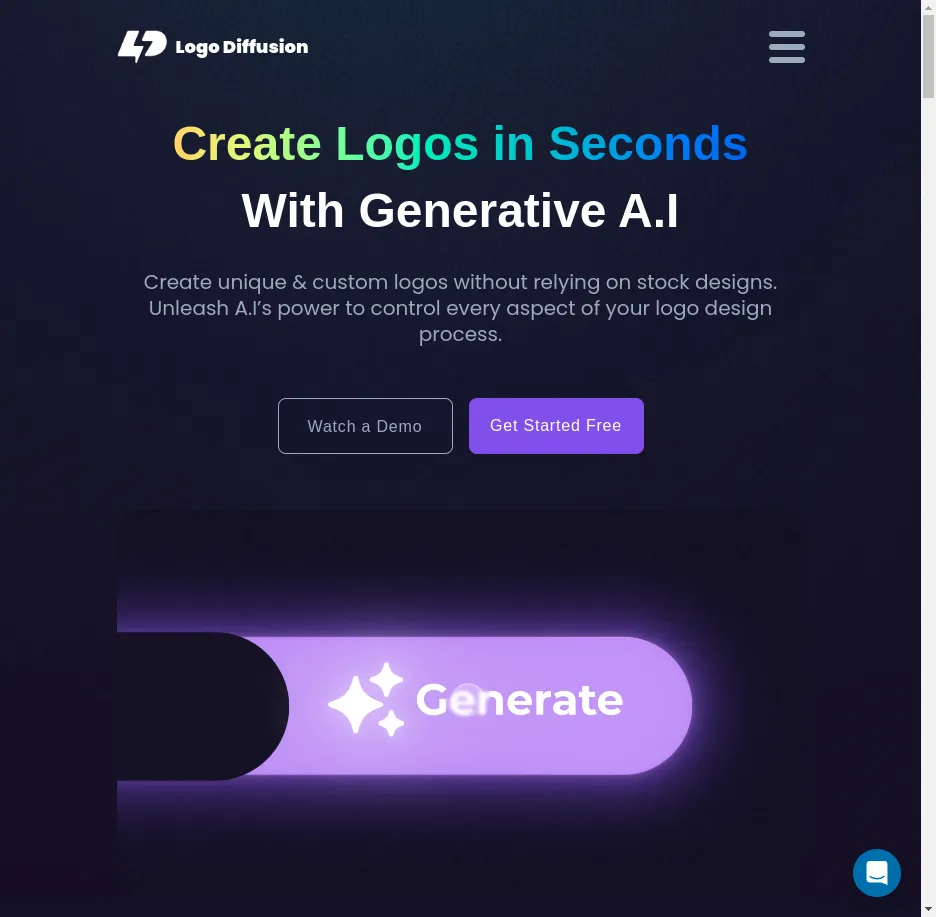 Logo Diffusion
Create Logos in Seconds
With Generative A.I
Create unique & custom logos without relying on stock designs.
Unleash A.I’s power to control every aspect of your logo design
process.
Watch a Demo
Get Started Free
Generate